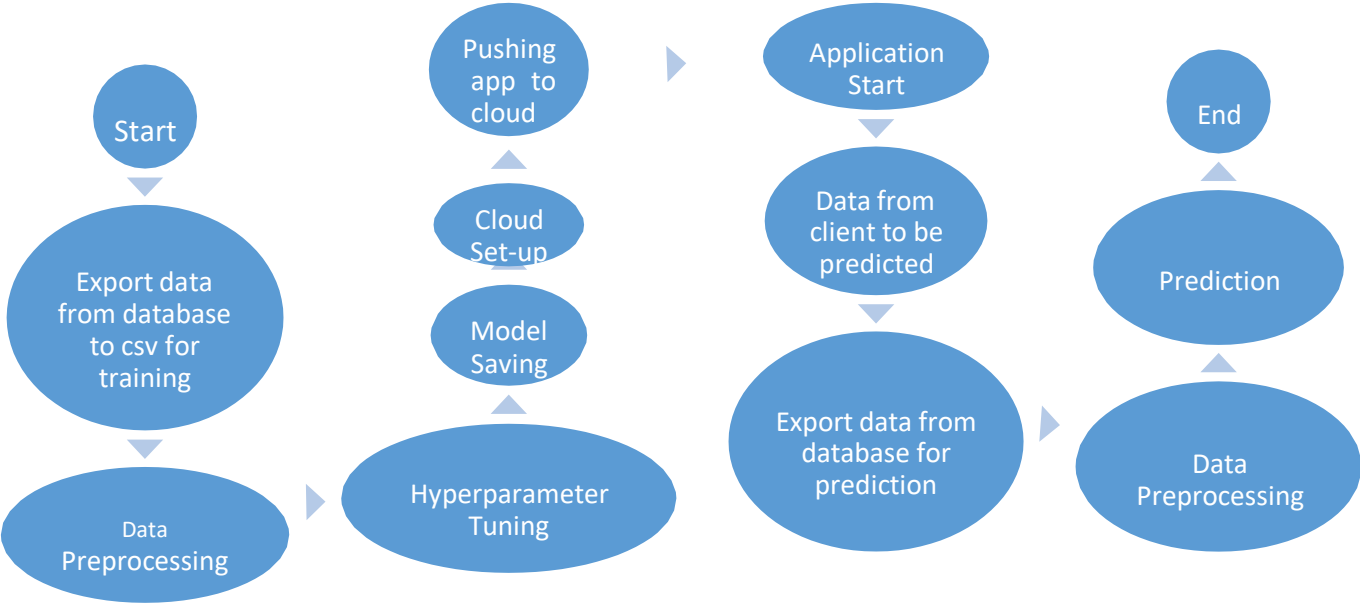 Start
Export data
from database
to csv for
training
Data
Preprocessing
Hyperparameter
Tuning
Model
Saving
Cloud
Set-up
Pushing
app to
cloud
Application
Start
Data from
client to be
predicted
Export data from
database for
prediction
Data
Preprocessing
Prediction
End